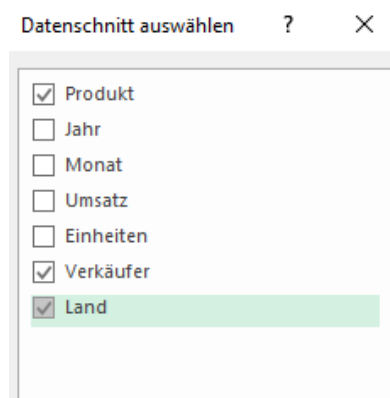 Datenschnitt auswählen ?
Produkt
Jahr
Monat
Umsatz
Einheiten
Verkäufer
Land